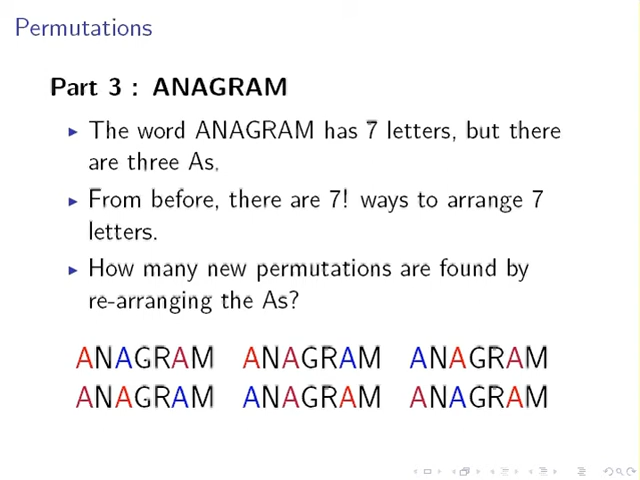 Permutations
Part 3 : ANAGRAM
The word ANAGRAM has 7 letters, but there
are three As.
From before, there are 7! ways to arrange 7
letters.
How many new permutations are found by
re-arranging the As?
ANAGRAM ANAGRAM ANAGRAM
ANAGRAM ANAGRAM ANAGRAM